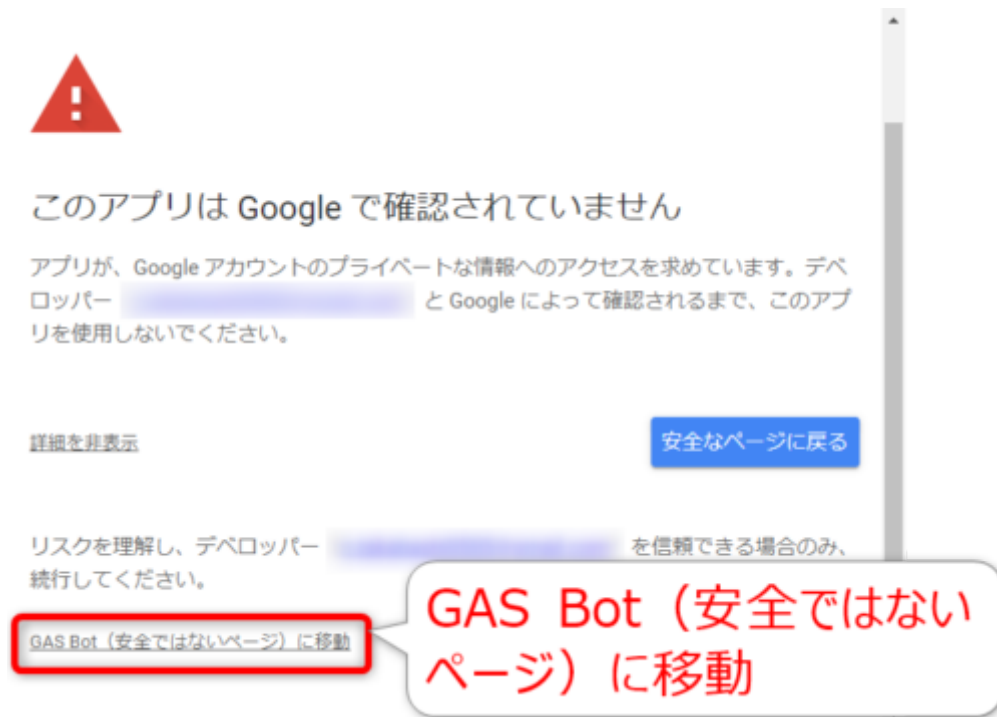 このアプリは Google で確認されていません
アプリが、Google アカウントのプライベートな情報へのアクセスを求めています。デベ
ロッパー と Google によって確認されるまで、このアプ
リを使用しないでください。
詳細を非表示
安全なページに戻る
リスクを理解し、デベロッパー を信頼できる場合のみ、
続行してください。
GAS Bot（安全ではないページ）に移動
GAS Bot（安全ではない
ページ）に移動